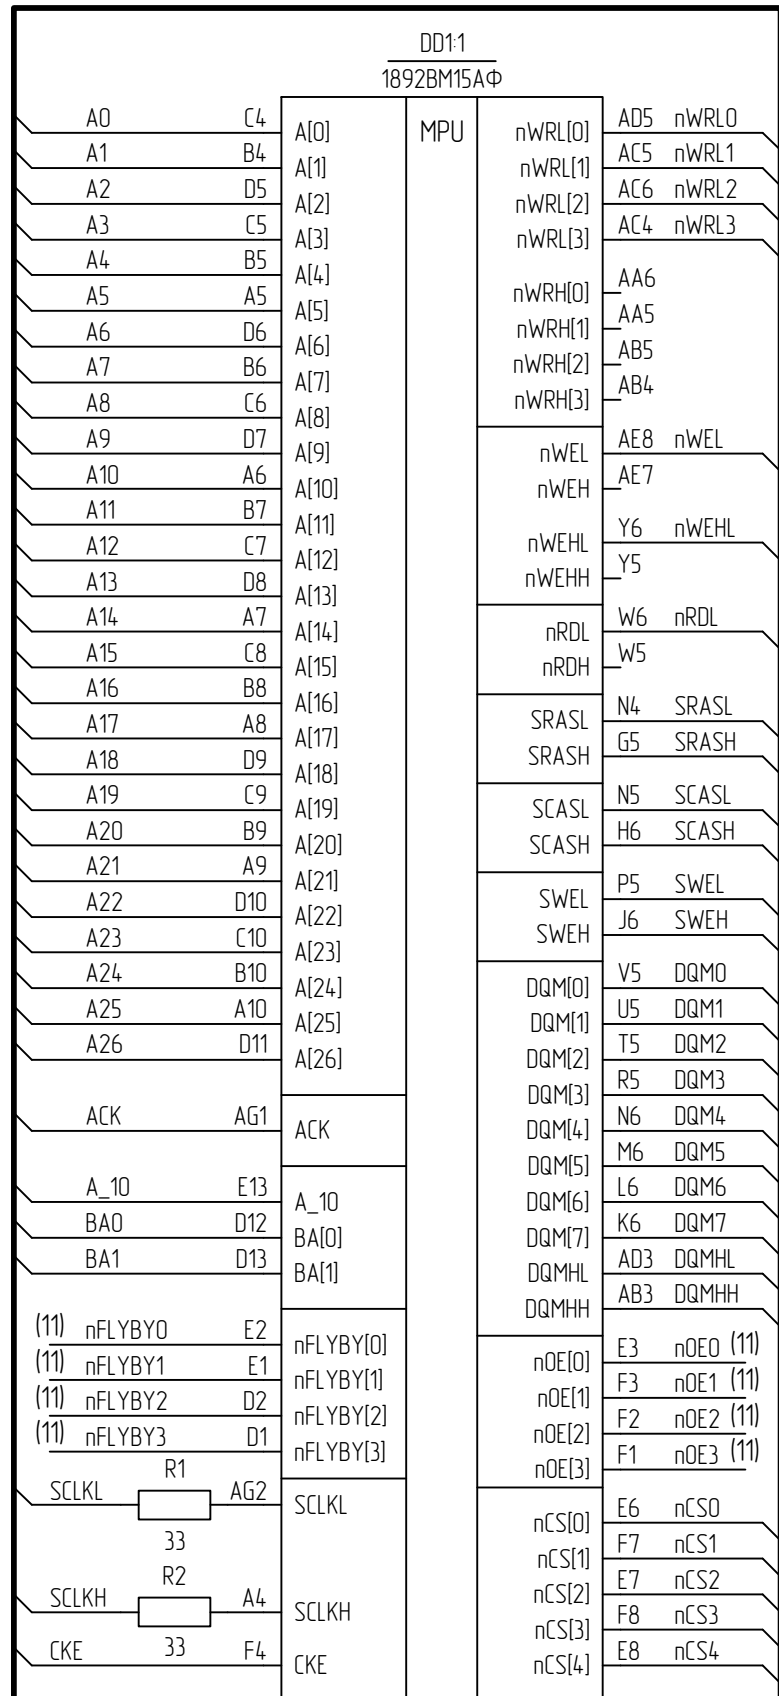 DD1:1
1892ВМ15АФ
A0 C4 A[0] MPU nWRL[0] AD5 nWRL0
A1 B4 A[1] nWRL[1] AC5 nWRL1
A2 D5 A[2] nWRL[2] AC6 nWRL2
A3 C5 A[3] nWRL[3] AC4 nWRL3
A4 B5 A[4] nWRH[0] AA6
A5 A5 A[5] nWRH[1] AA5
A6 D6 A[6] nWRH[2] AB5
A7 B6 A[7] nWRH[3] AB4
A8 C6 A[8]
A9 D7 A[9] nWEL AE8 nWEL
A10 A6 A[10] nWEH AE7
A11 B7 A[11]
A12 C7 A[12] nWEHL Y6 nWEHL
A13 D8 A[13] nWEHH Y5
A14 A7 A[14] nRDL W6 nRDL
A15 C8 A[15] nRDH W5
A16 B8 A[16]
A17 A8 A[17] SRASL N4 SRASL
A18 D9 A[18] SRASH G5 SRASH
A19 C9 A[19] SCASL N5 SCASL
A20 B9 A[20] SCASH H6 SCASH
A21 A9 A[21]
A22 D10 A[22] SWEL P5 SWEL
A23 C10 A[23] SWEH J6 SWEH
A24 B10 A[24] DQM[0] V5 DQM0
A25 A10 A[25] DQM[1] U5 DQM1
A26 D11 A[26] DQM[2] T5 DQM2
DQM[3] R5 DQM3
ACK AG1 ACK DQM[4] N6 DQM4
DQM[5] M6 DQM5
A_10 E13 A_10 DQM[6] L6 DQM6
BA0 D12 BA[0] DQM[7] K6 DQM7
BA1 D13 BA[1] DQMHL AD3 DQMHL
DQMHH AB3 DQMHH
(11) nFLYBY0 E2 nFLYBY[0] nOE[0] E3 nOE0 (11)
(11) nFLYBY1 E1 nFLYBY[1] nOE[1] F3 nOE1 (11)
(11) nFLYBY2 D2 nFLYBY[2] nOE[2] F2 nOE2 (11)
(11) nFLYBY3 D1 nFLYBY[3] nOE[3] F1 nOE3 (11)
R1
SCLKL AG2 SCLKL nCS[0] E6 nCS0
33 nCS[1] F7 nCS1
R2 nCS[2] E7 nCS2
SCLKH A4 SCLKH nCS[3] F8 nCS3
CKE 33 F4 CKE nCS[4] E8 nCS4